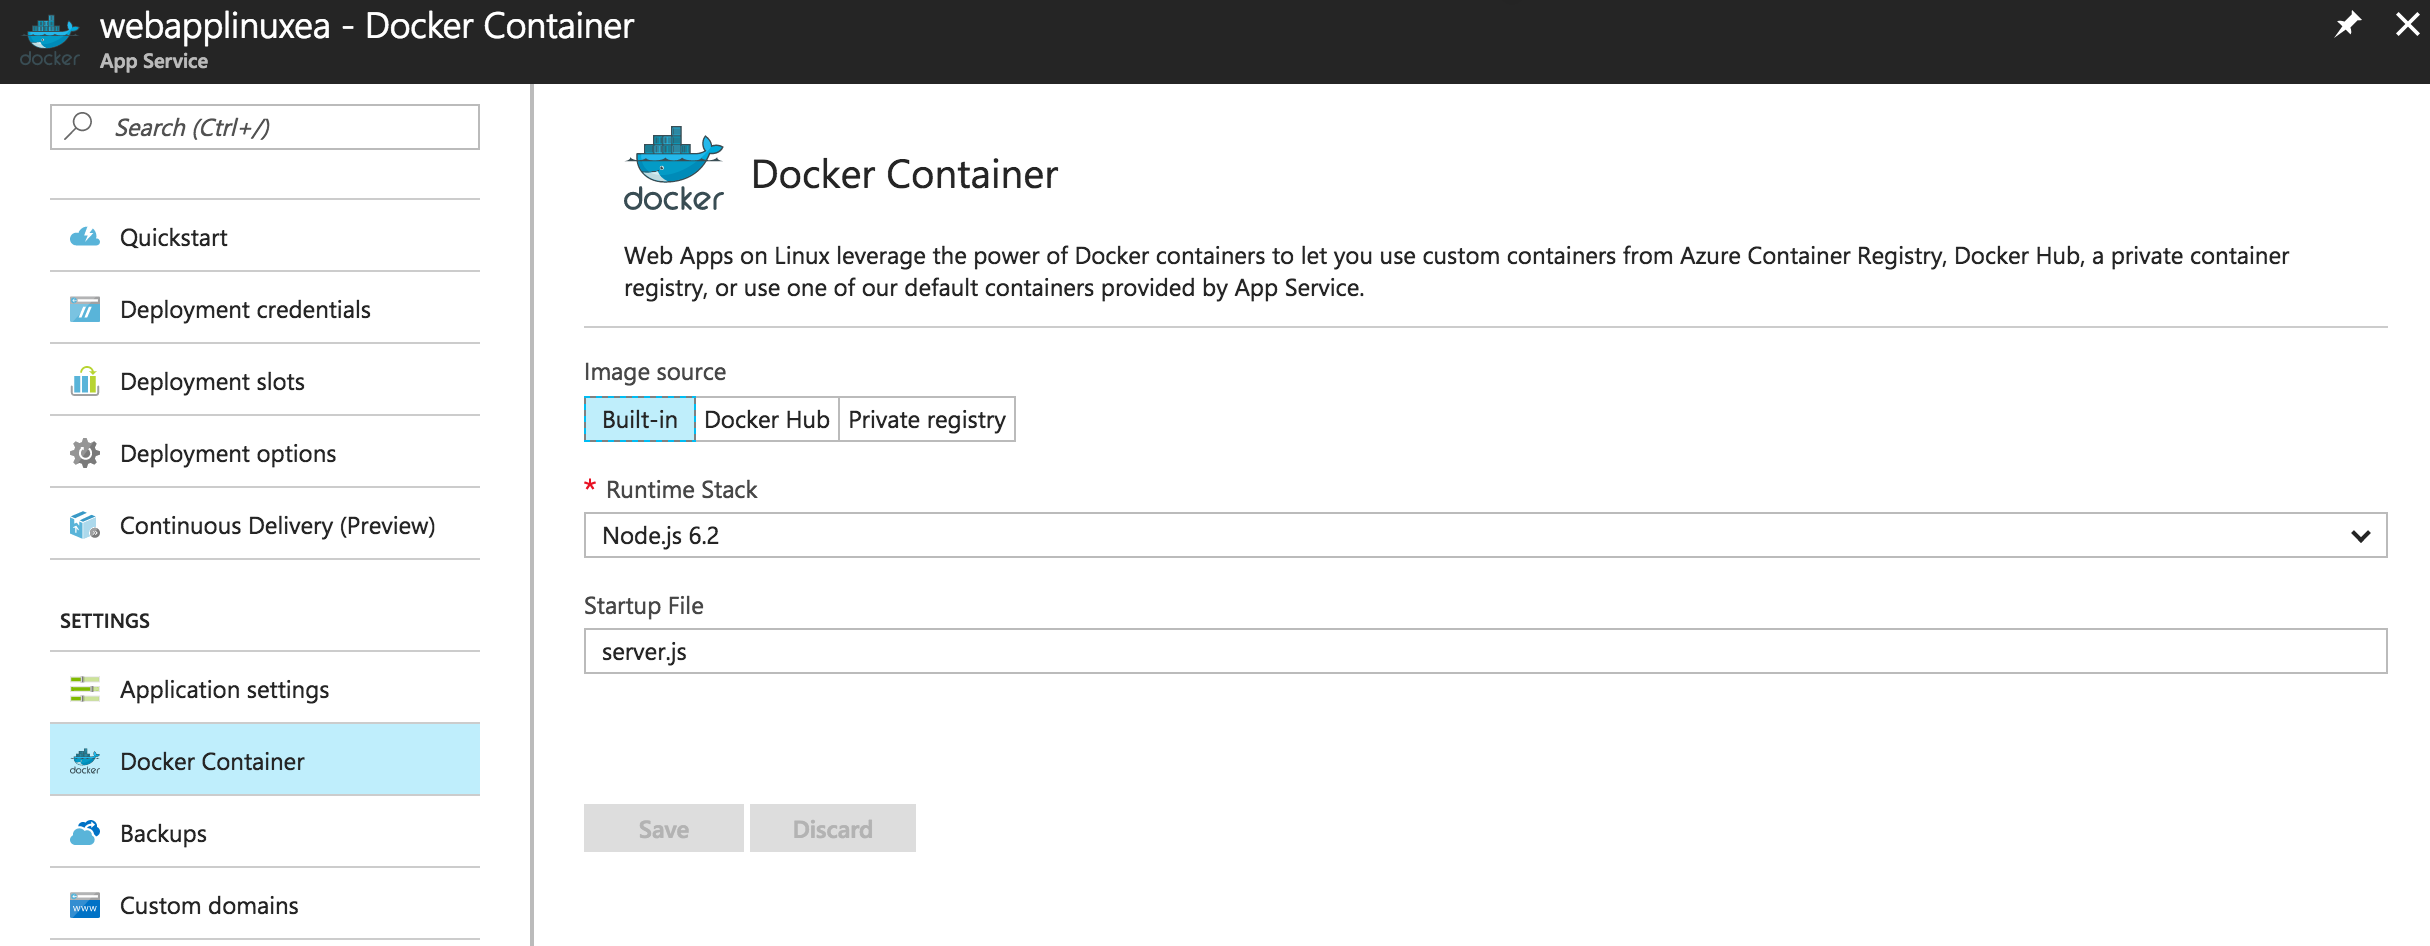 docker
webapplinuxea - Docker Container
App Service
Search (Ctrl+/)
Quickstart
Deployment credentials
Deployment slots
Deployment options
Continuous Delivery (Preview)
SETTINGS
Application settings
docker
Docker Container
Backups
www
Custom domains
docker
Docker Container
Web Apps on Linux leverage the power of Docker containers to let you use custom containers from Azure Container Registry, Docker Hub, a private container
registry, or use one of our default containers provided by App Service.
Image source
Built-in Docker Hub Private registry
* Runtime Stack
Node.js 6.2
Startup File
server.js
Save Discard